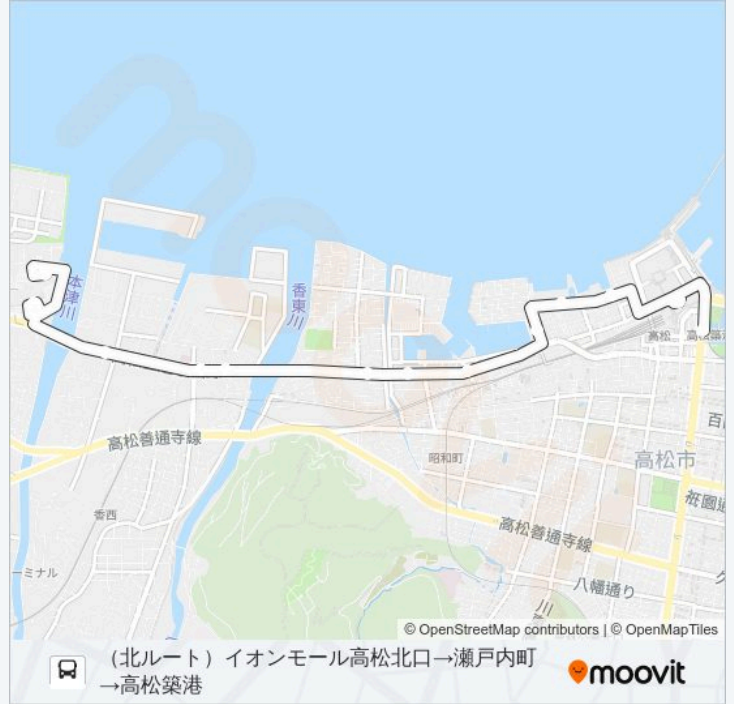 本津川
香東川
高松
高松善通寺線
昭和町
高松市
香西
祇園通
高松善通寺線
ーミナル
八幡通り
© OpenStreetMap contributors | © OpenMapTiles
（北ルート）イオンモール高松北口→瀬戸内町
→高松築港
moovit